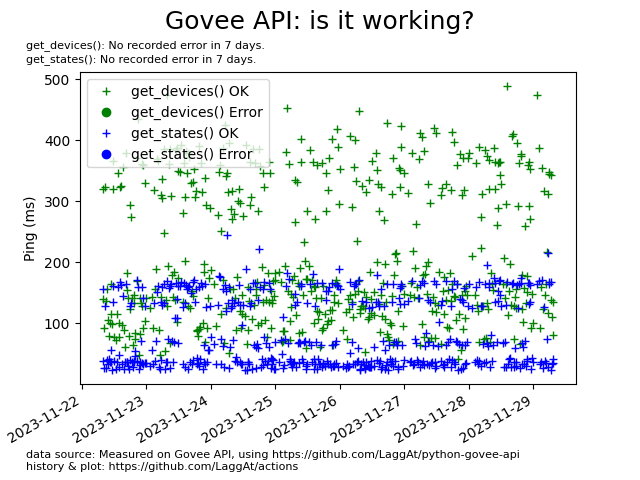 Govee API: is it working?
get_devices(): No recorded error in 7 days.
get_states(): No recorded error in 7 days.
get_devices() OK
get_devices() Error
get_states() OK
get_states() Error
Ping (ms)
500
400
300
200
100
2023-11-22
2023-11-23
2023-11-24
2023-11-25
2023-11-26
2023-11-27
2023-11-28
2023-11-29
data source: Measured on Govee API, using https://github.com/LaggAt/python-govee-api
history & plot: https://github.com/LaggAt/actions